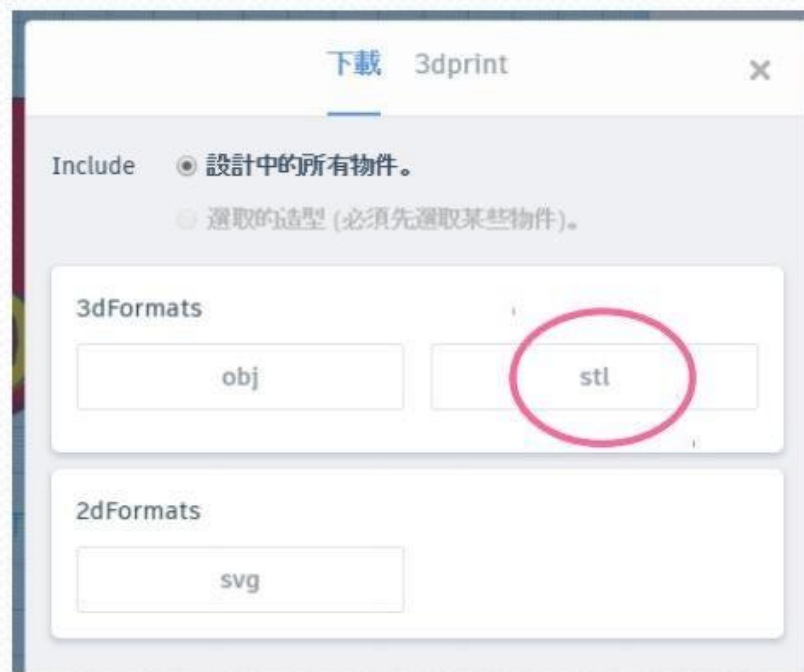 下載 3dprint ×
Include 設計中的所有物件。
選取的造型 (必須先選取某些物件)。
3dFormats
obj stl
2dFormats
svg